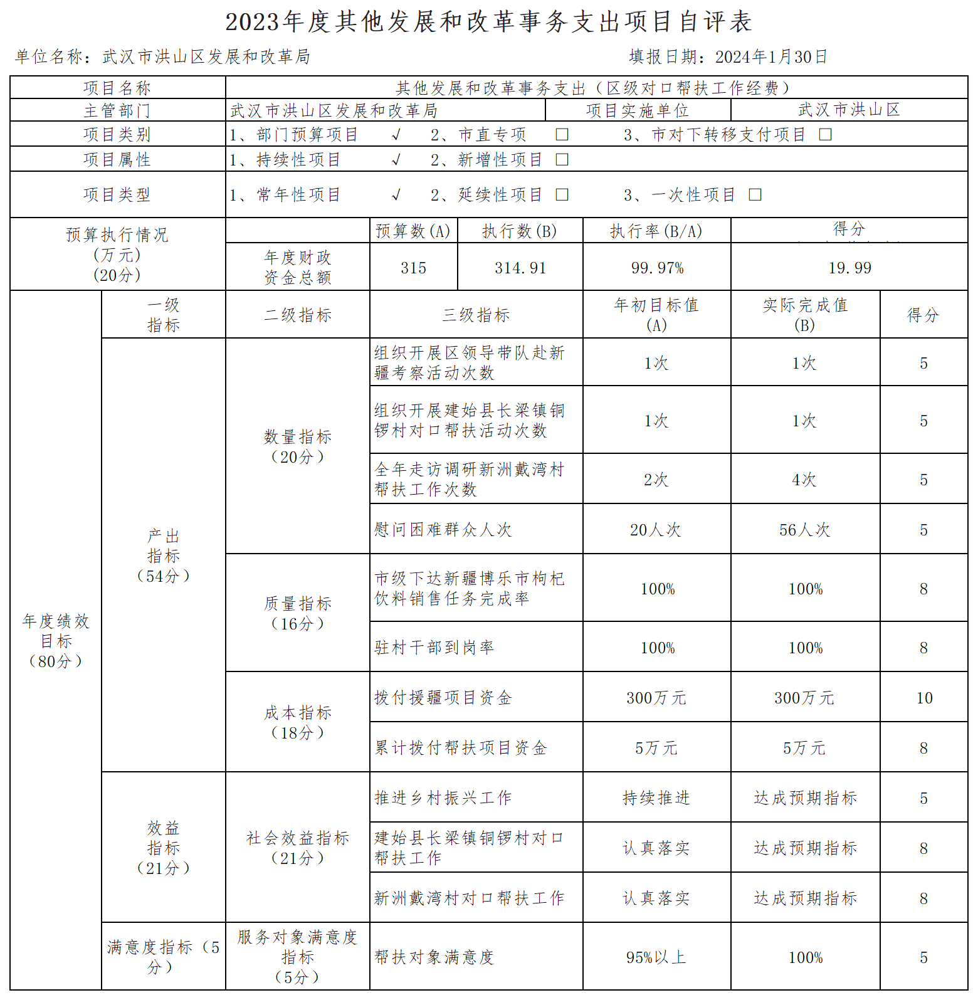 2023年度其他发展和改革事务支出项目自评表
单位名称：武汉市洪山区发展和改革局 填报日期：2024年1月30日
项目名称 其他发展和改革事务支出（区级对口帮扶工作经费）
主管部门 武汉市洪山区发展和改革局 项目实施单位 武汉市洪山区
项目类别 1、部门预算项目 √ 2、市直专项 □ 3、市对下转移支付项目 □
项目属性 1、持续性项目 √ 2、新增性项目 □
项目类型 1、常年性项目 √ 2、延续性项目 □ 3、一次性项目 □
预算执行情况
(万元)
(20分)
预算数(A) 执行数(B) 执行率(B/A) 得分
年度财政
资金总额
315 314.91 99.97% 19.99
年度绩效
目标
（80分）
一级
指标
二级指标 三级指标
年初目标值
(A)
实际完成值
(B)
得分
产出
指标
（54分）
数量指标
（20分）
组织开展区领导带队赴新
疆考察活动次数
1次 1次 5
组织开展建始县长梁镇铜
锣村对口帮扶活动次数
1次 1次 5
全年走访调研新洲戴湾村
帮扶工作次数
2次 4次 5
慰问困难群众人次 20人次 56人次 5
质量指标
（16分）
市级下达新疆博乐市枸杞
饮料销售任务完成率
100% 100% 8
驻村干部到岗率 100% 100% 8
成本指标
（18分）
拨付援疆项目资金 300万元 300万元 10
累计拨付帮扶项目资金 5万元 5万元 8
效益
指标
（21分）
社会效益指标
（21分）
推进乡村振兴工作 持续推进 达成预期指标 5
建始县长梁镇铜锣村对口
帮扶工作
认真落实 达成预期指标 8
新洲戴湾村对口帮扶工作 认真落实 达成预期指标 8
满意度指标（5
分）
服务对象满意度
指标
（5分）
帮扶对象满意度 95%以上 100% 5